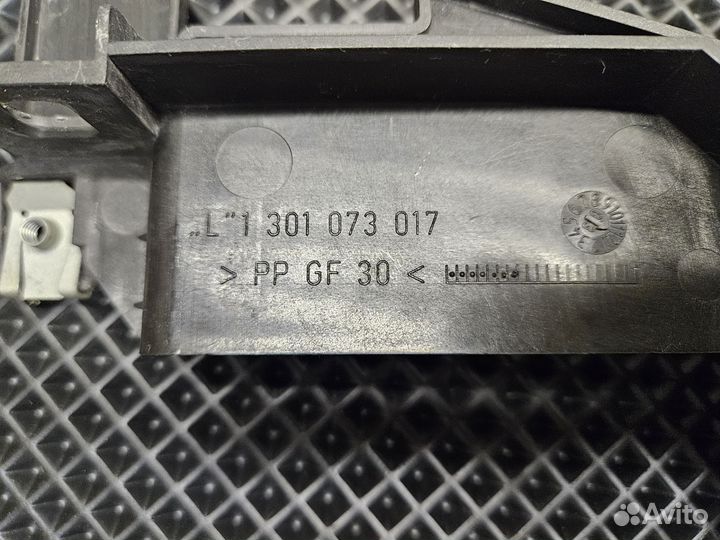 „L“ 1 301 073 017
> PP GF 30 <
Avito